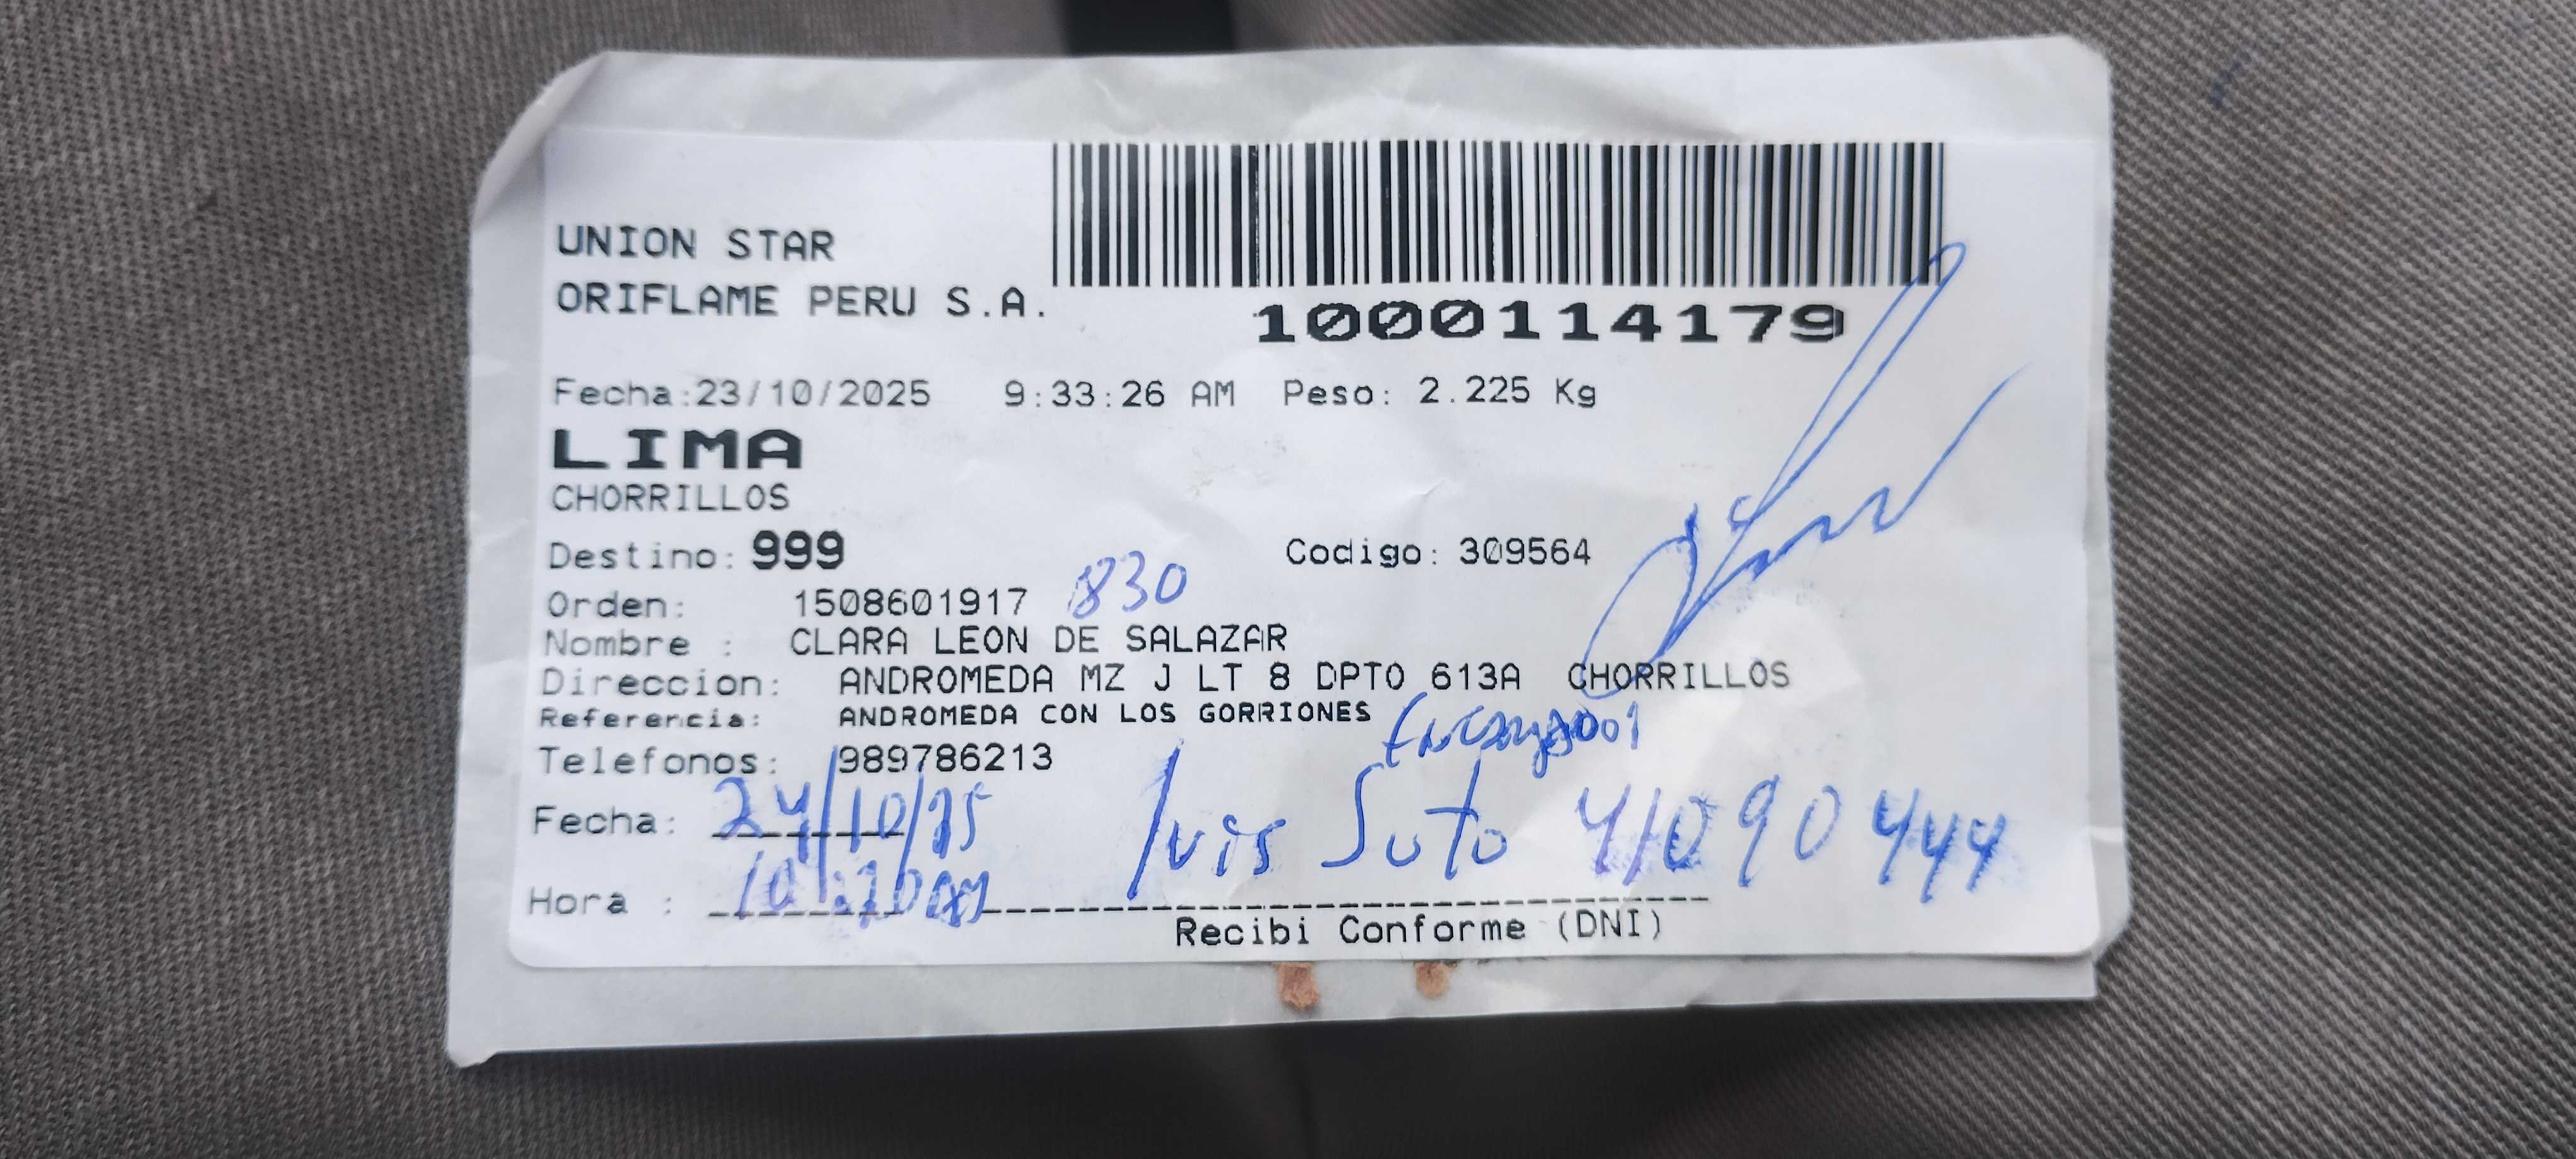 UNION STAR
ORIFLAME PERU S.A.
1000114179
Fecha:23/10/2025 9:33:26 AM Peso: 2.225 Kg
LIMA
CHORRILLOS
Destino: 999 Codigo: 309564
Orden: 1508601917 830
Nombre : CLARA LEON DE SALAZAR
Direccion: ANDROMEDA MZ J LT 8 DPTO 613A CHORRILLOS
Referencia: ANDROMEDA CON LOS GORRIONES
Telefonos: 989786213
Fecha: 24/10/25 Soto 41090444
Hora :
Recibi Conforme (DNI)